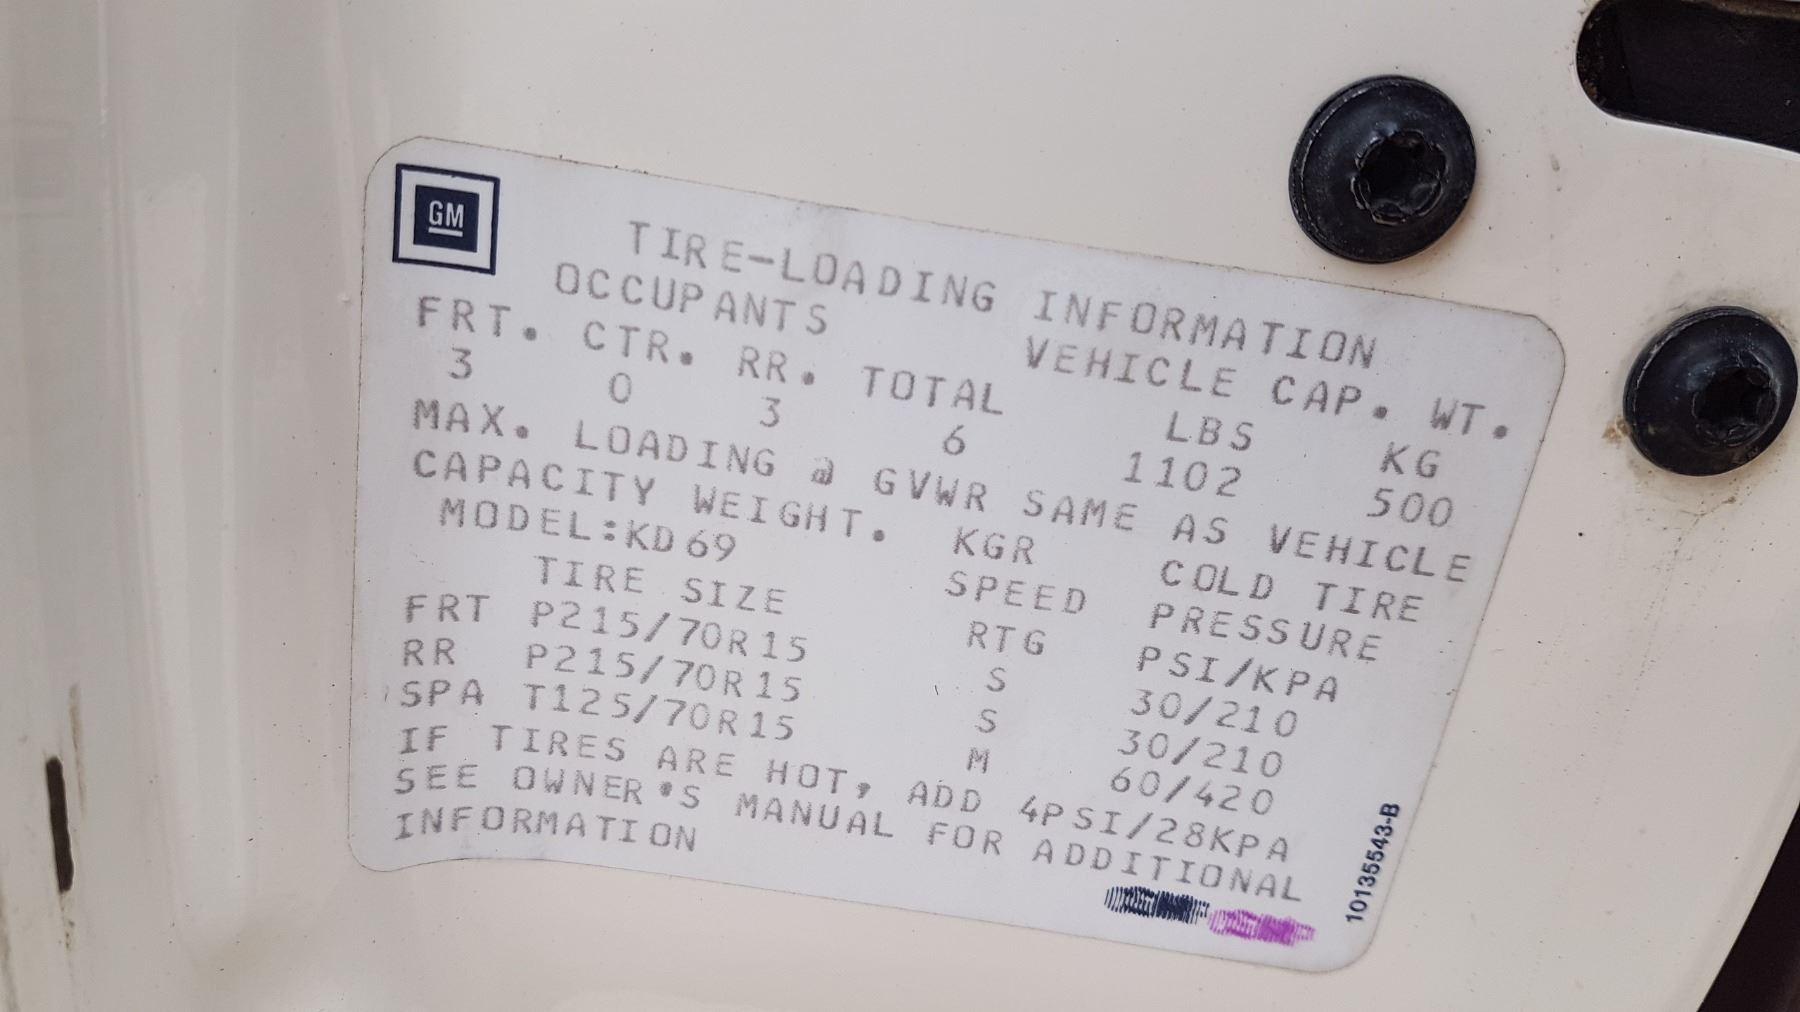 GM
TIRE-LOADING INFORMATION
OCCUPANTS VEHICLE CAP. WT.
FRT. CTR. RR. TOTAL LBS KG
3 0 3 6 1102 500
MAX. LOADING @ GVWR SAME AS VEHICLE
CAPACITY WEIGHT. KGR COLD TIRE
MODEL:KD69 SPEED PRESSURE
TIRE SIZE RTG PSI/KPA
FRT P215/70R15 S 30/210
RR P215/70R15 S 30/210
SPA T125/70R15 M 60/420
IF TIRES ARE HOT, ADD 4PSI/28KPA
SEE OWNER'S MANUAL FOR ADDITIONAL
INFORMATION
10135543-B